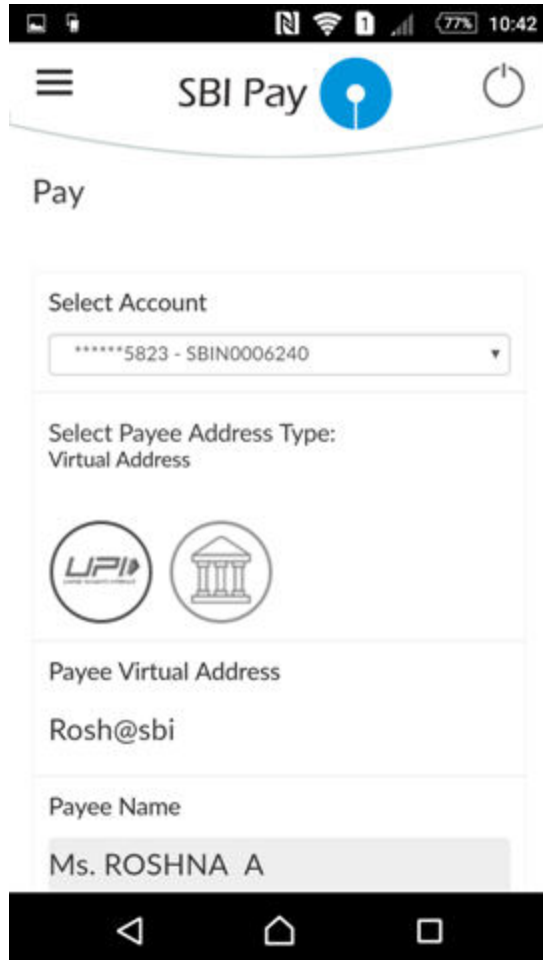 1 77% 10:42
SBI Pay
Pay
Select Account
******5823 - SBIN0006240
Select Payee Address Type:
Virtual Address
UPI
Payee Virtual Address
Rosh@sbi
Payee Name
Ms. ROSHNA A